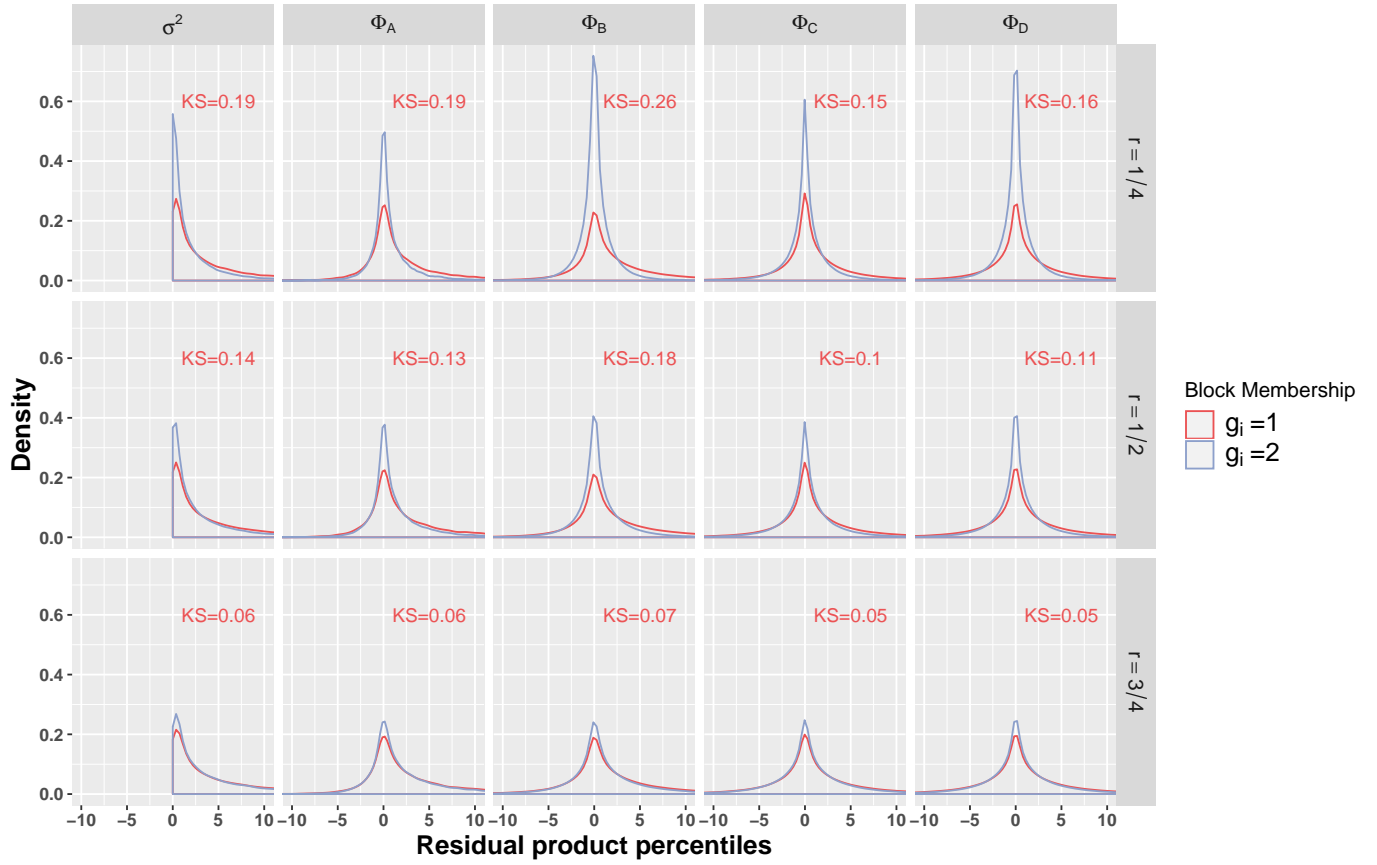 σ² Φ_A Φ_B Φ_C Φ_D
KS=0.19 KS=0.19 KS=0.26 KS=0.15 KS=0.16
r = 1/4
0.6
0.4
0.2
0.0
KS=0.14 KS=0.13 KS=0.18 KS=0.1 KS=0.11
r = 1/2
0.6
0.4
0.2
0.0
KS=0.06 KS=0.06 KS=0.07 KS=0.05 KS=0.05
r = 3/4
0.6
0.4
0.2
0.0
−10 −5 0 5 10 −10 −5 0 5 10 −10 −5 0 5 10 −10 −5 0 5 10 −10 −5 0 5 10
Residual product percentiles
Density
Block Membership
g_i =1
g_i =2